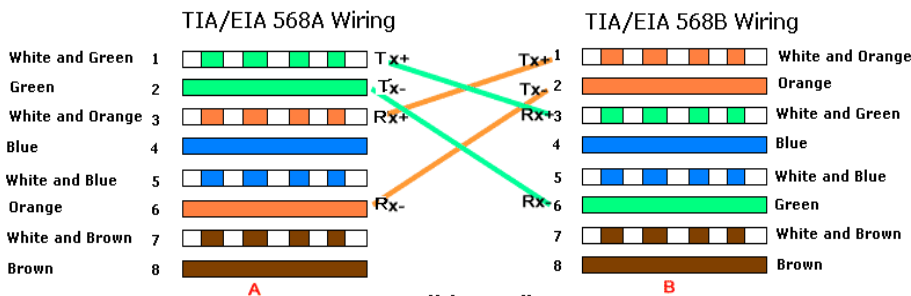 TIA/EIA 568A Wiring
White and Green 1 Tx+
Green 2 Tx-
White and Orange 3 Rx+
Blue 4
White and Blue 5
Orange 6 Rx-
White and Brown 7
Brown 8
A
TIA/EIA 568B Wiring
Tx+ 1 White and Orange
Tx- 2 Orange
Rx+ 3 White and Green
4 Blue
5 White and Blue
Rx- 6 Green
7 White and Brown
8 Brown
B